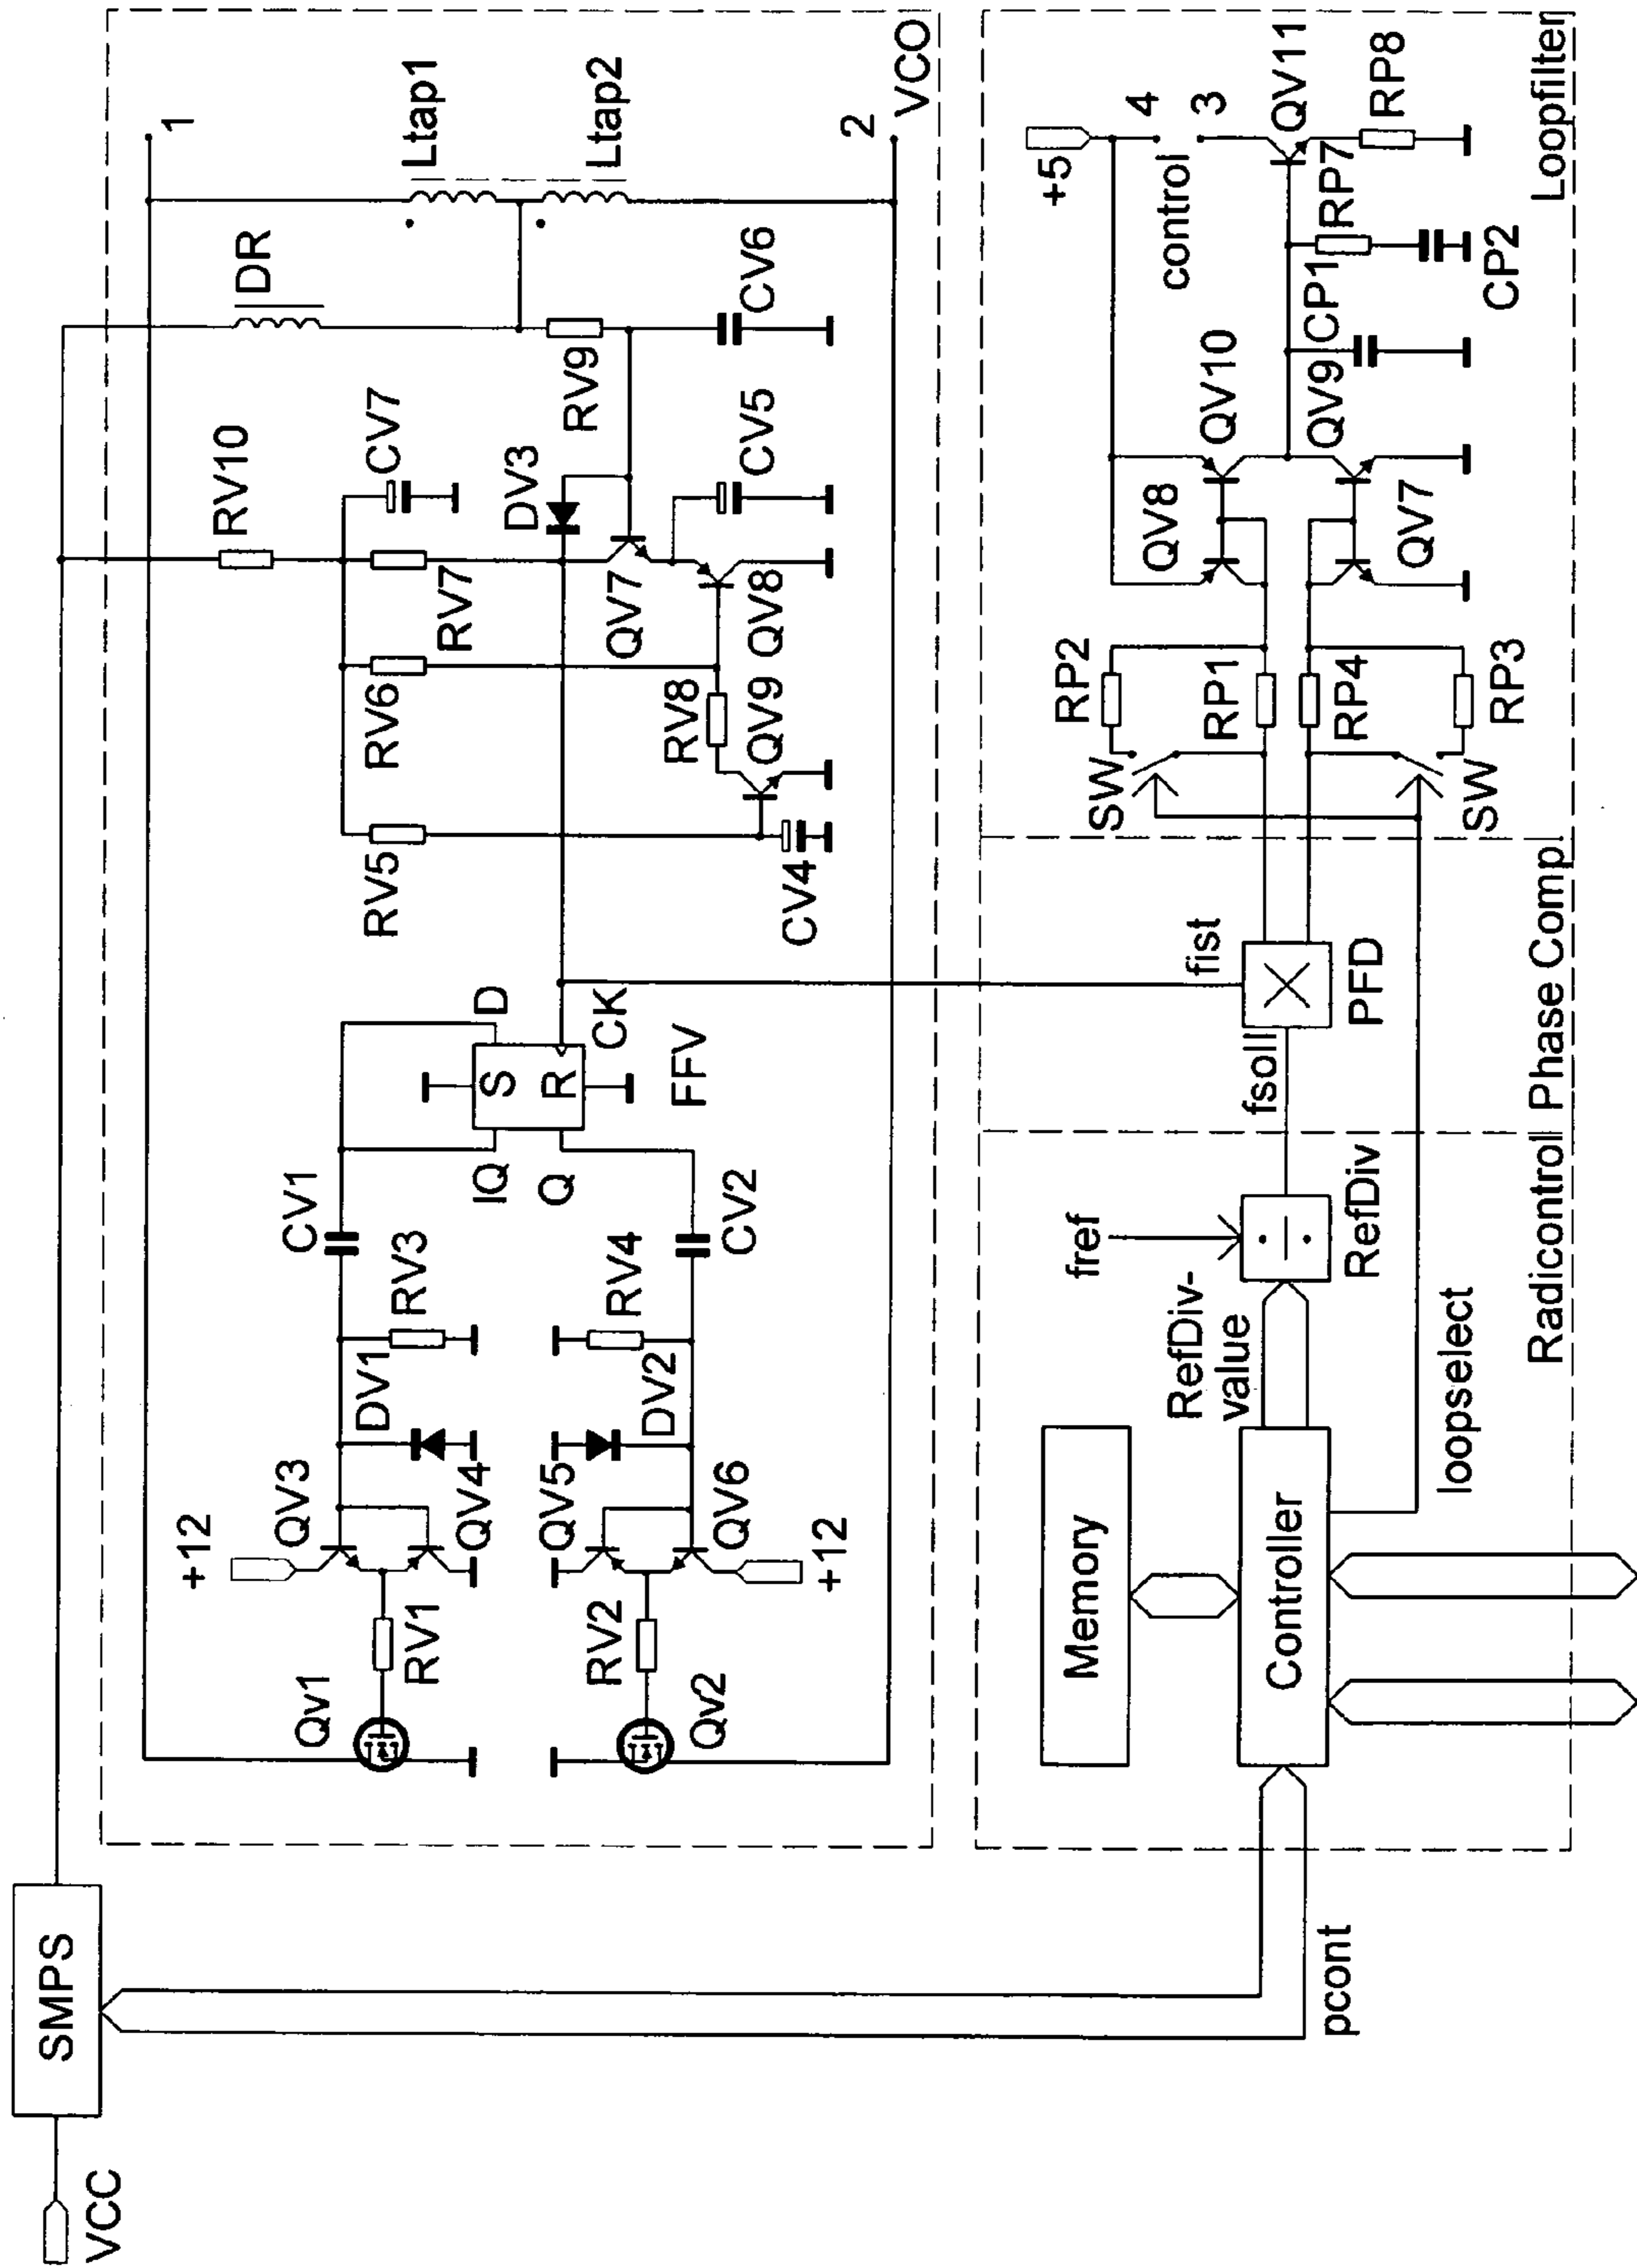 VCC
SMPS
pcont
1
2
VCO
DR
Ltap1
Ltap2
RV10
CV7
RV7
RV6
RV5
DV3
RV9
CV6
CV5
QV7
QV8
RV8
QV9
CV4
D
S
R
CK
IQ
Q
FFV
CV1
CV2
RV3
RV4
DV1
DV2
+12
QV3
QV4
QV5
QV6
+12
RV1
RV2
Qv1
Qv2
Memory
Controller
RefDiv-
value
fref
RefDiv
loopselect
Radicontrol
fsoll
fist
PFD
Phase Comp.
SW
SW
RP2
RP1
RP4
RP3
QV8
QV10
QV9
QV7
CP1
RP7
CP2
+5
4
control
3
QV11
RP8
Loopfilter